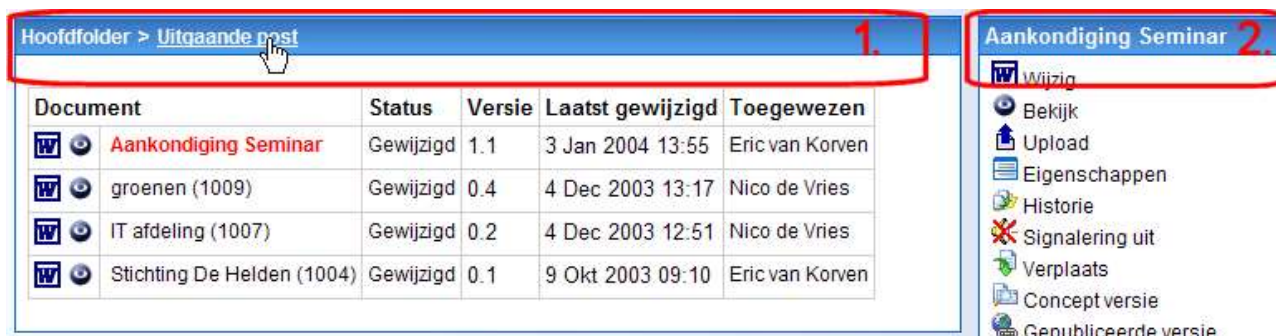 Hoofdfolder > Uitgaande post 1.
Document Status Versie Laatst gewijzigd Toegewezen
Aankondiging Seminar Gewijzigd 1.1 3 Jan 2004 13:55 Eric van Korven
groenen (1009) Gewijzigd 0.4 4 Dec 2003 13:17 Nico de Vries
IT afdeling (1007) Gewijzigd 0.2 4 Dec 2003 12:51 Nico de Vries
Stichting De Helden (1004) Gewijzigd 0.1 9 Okt 2003 09:10 Eric van Korven
Aankondiging Seminar 2.
Wijzig
Bekijk
Upload
Eigenschappen
Historie
Signalering uit
Verplaats
Concept versie
Gepubliceerde versie